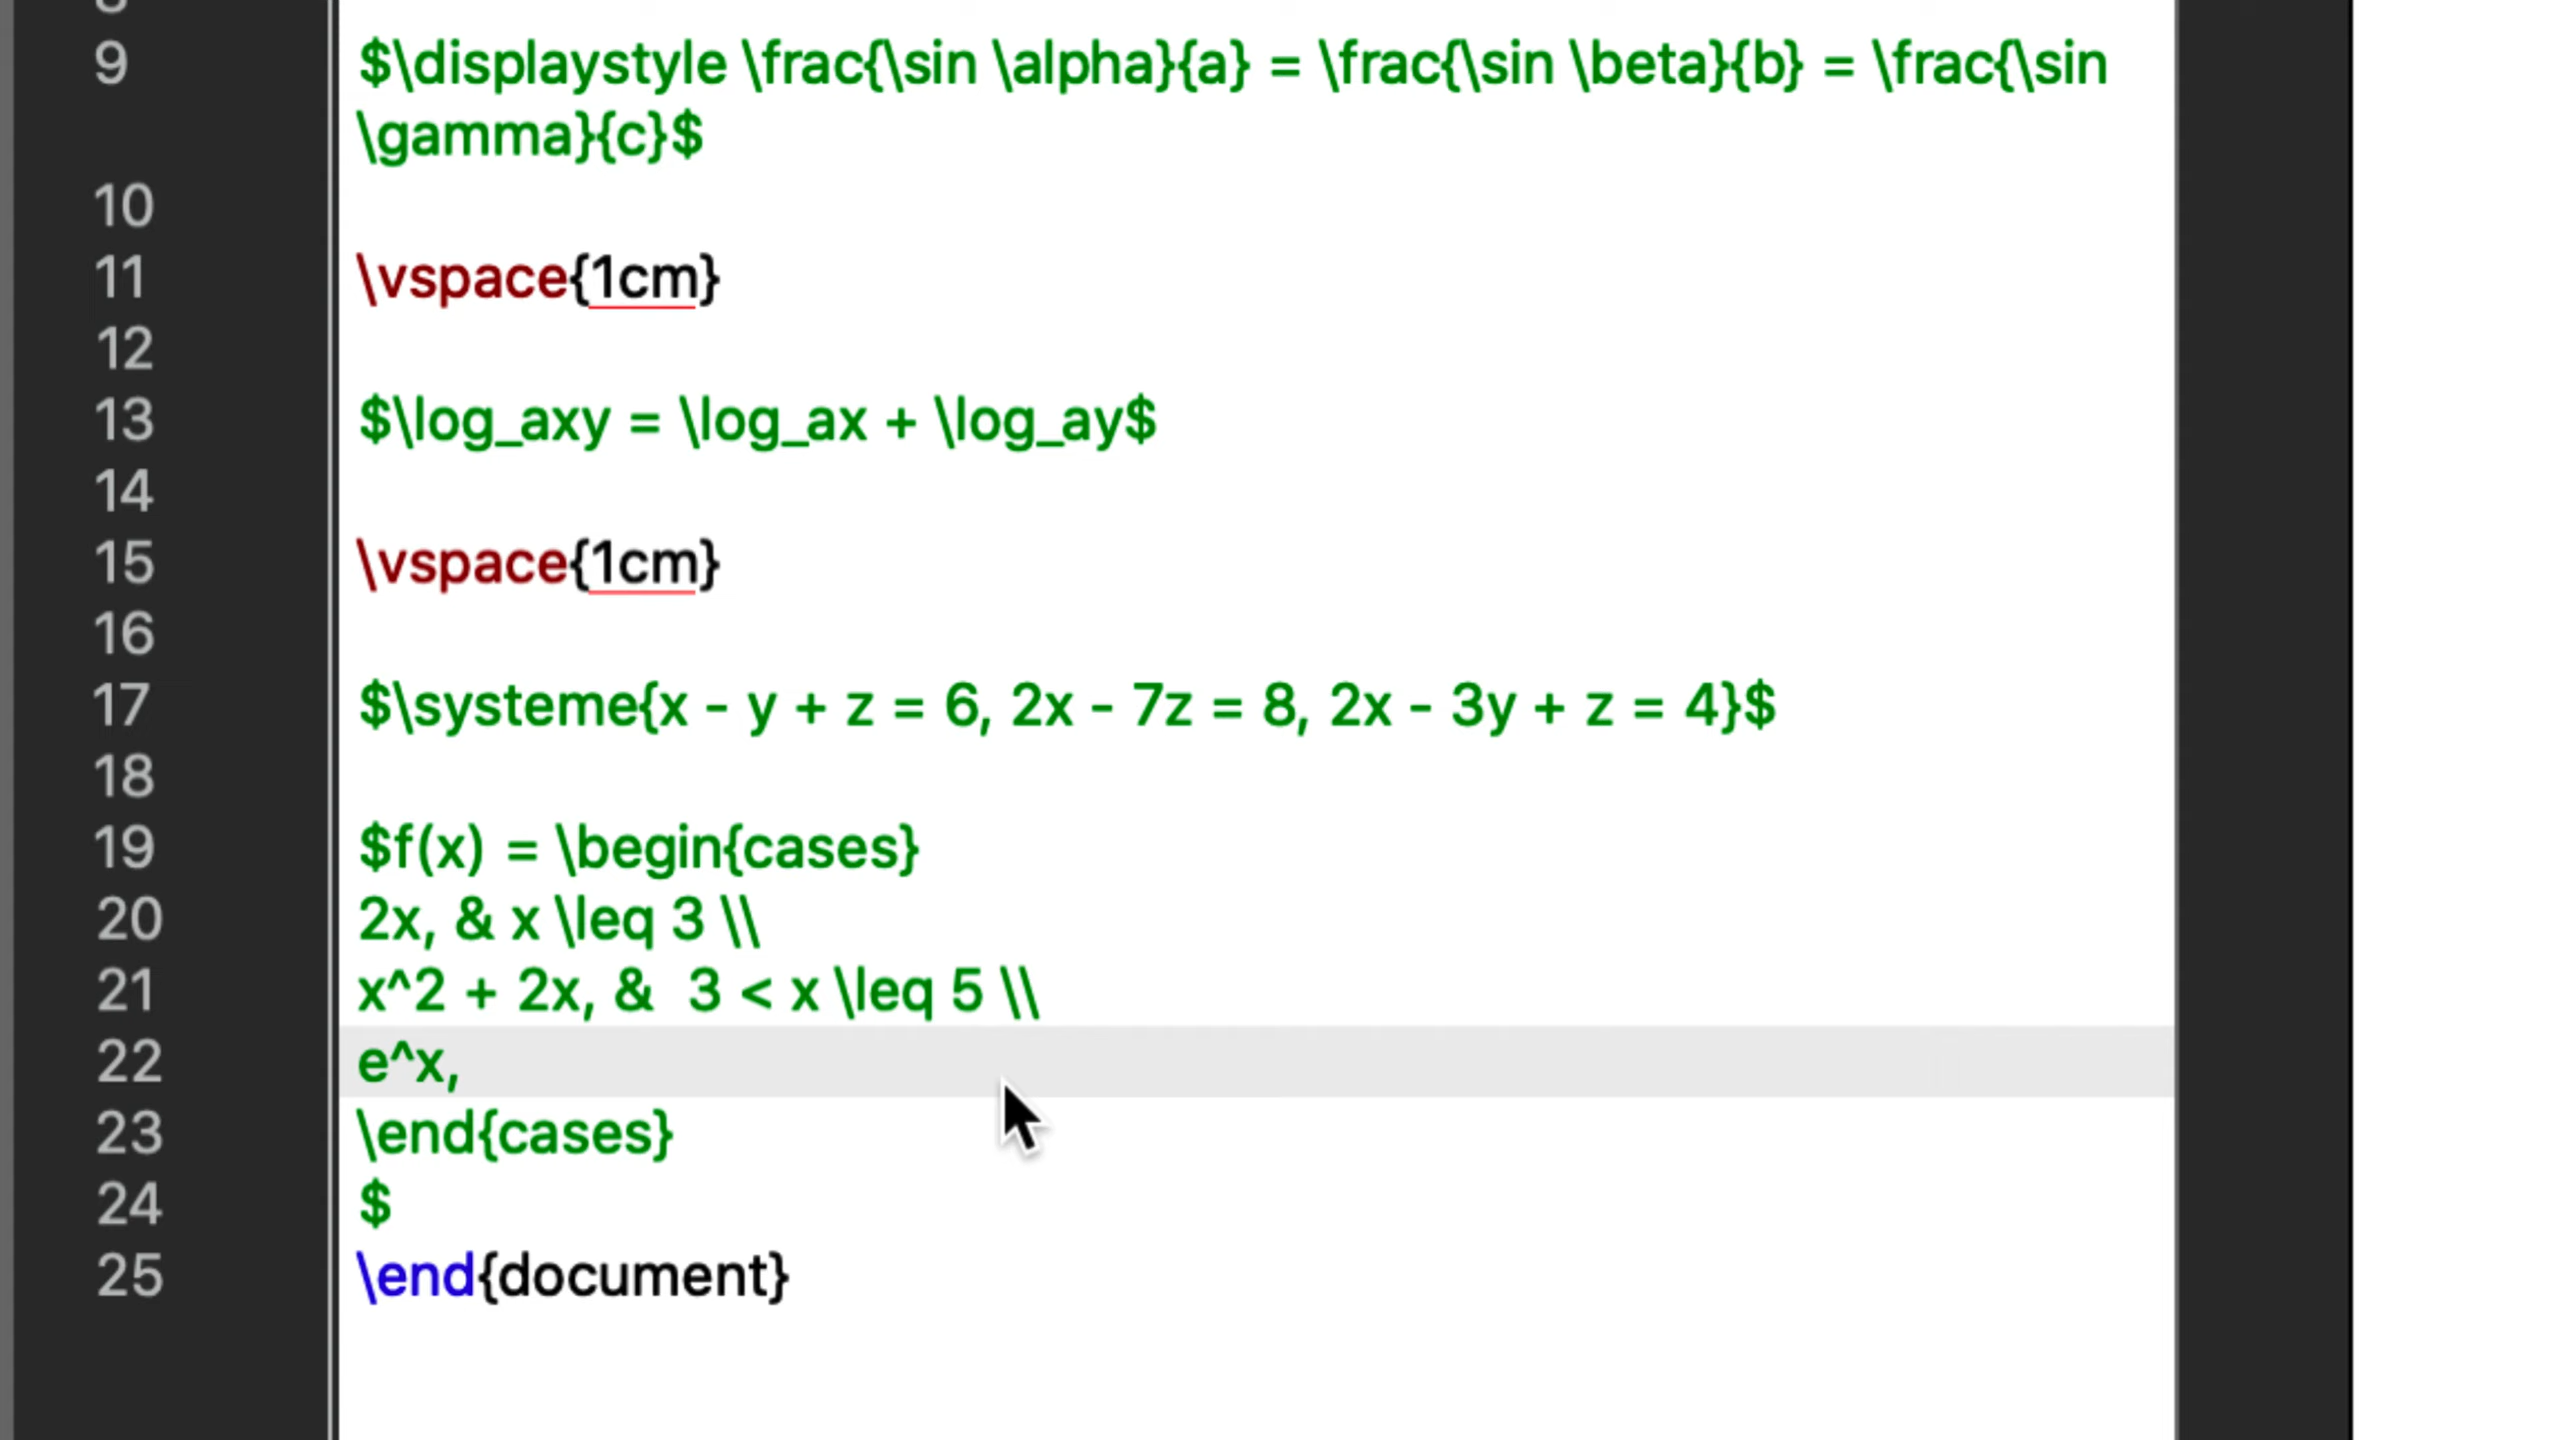 8
9 $\displaystyle \frac{\sin \alpha}{a} = \frac{\sin \beta}{b} = \frac{\sin
\gamma}{c}$
10
11 \vspace{1cm}
12
13 $\log_axy = \log_ax + \log_ay$
14
15 \vspace{1cm}
16
17 $\systeme{x - y + z = 6, 2x - 7z = 8, 2x - 3y + z = 4}$
18
19 $f(x) = \begin{cases}
20 2x, & x \leq 3 \\
21 x^2 + 2x, &  3 < x \leq 5 \\
22 e^x,
23 \end{cases}
24 $
25 \end{document}